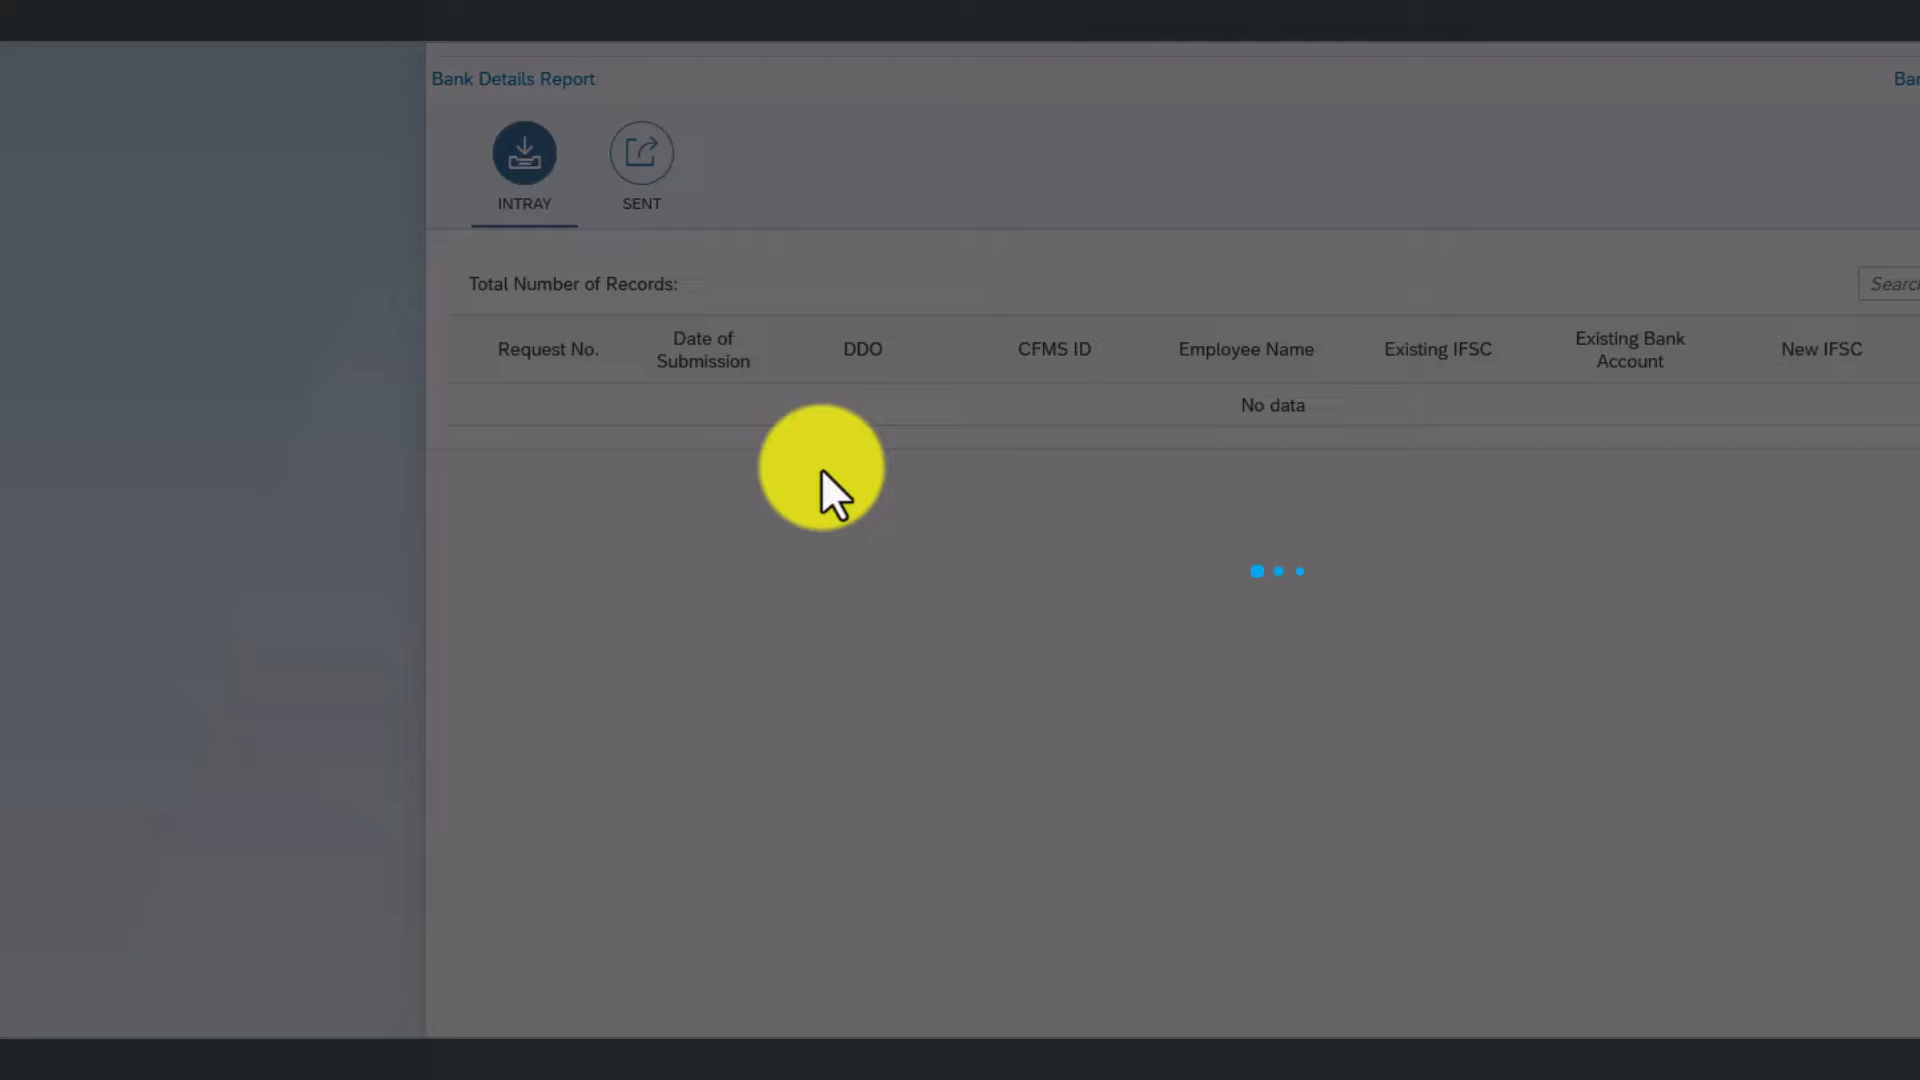 Bank Details Report
INTRAY
SENT
Total Number of Records:
Request No.
Date of
Submission
DDO
CFMS ID
Employee Name
Existing IFSC
Existing Bank
Account
New IFSC
No data